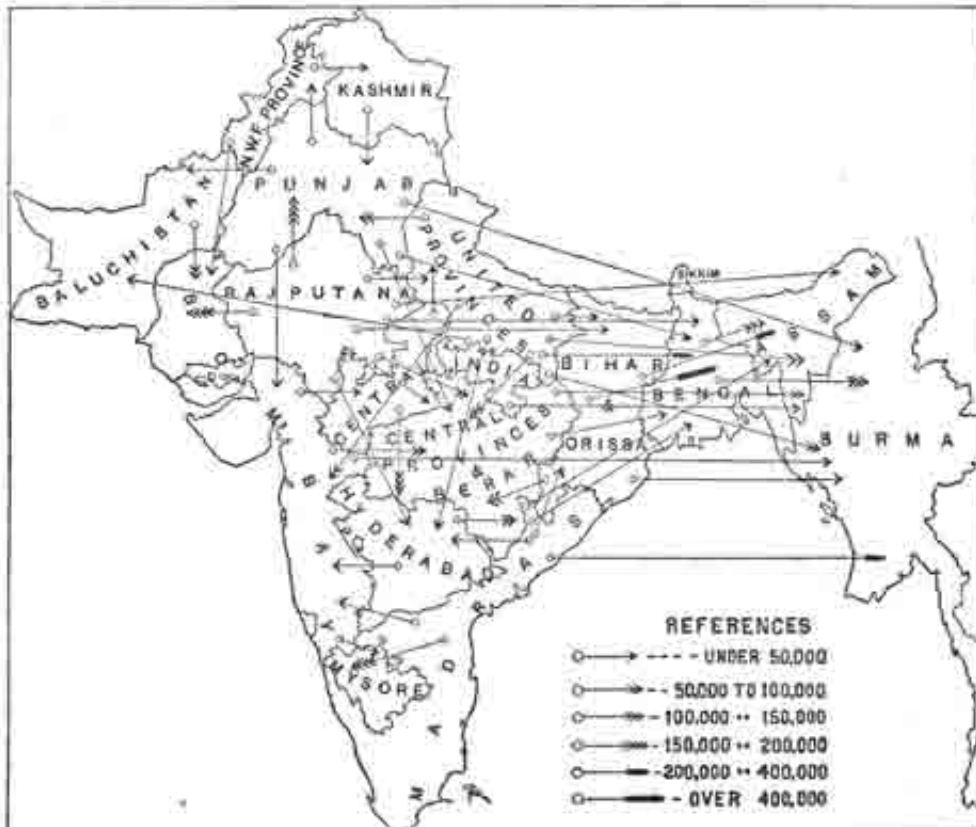 KASHMIR
N.W.F. PROVINCE
PUNJAB
BALUCHISTAN
UNITED
PROVINCES
RAJPUTANA
SIKKIM
ASSAM
BIHAR
BENGAL
CENTRAL INDIA
CENTRAL
PROVINCES
& BERAR
BIHAR &
ORISSA
BURMA
BOMBAY
HYDERABAD
MYSORE
MADRAS
REFERENCES
UNDER 50,000
50,000 TO 100,000
100,000 " 150,000
150,000 " 200,000
200,000 " 400,000
OVER 400,000